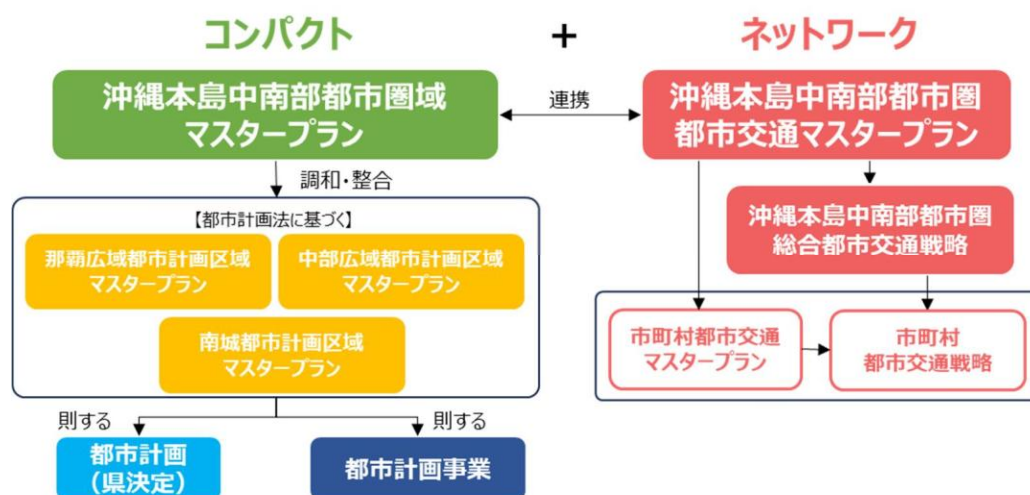 コンパクト
+
ネットワーク
沖縄本島中南部都市圏域
マスタープラン
連携
沖縄本島中南部都市圏
都市交通マスタープラン
調和・整合
【都市計画法に基づく】
那覇広域都市計画区域
マスタープラン
中部広域都市計画区域
マスタープラン
南城都市計画区域
マスタープラン
沖縄本島中南部都市圏
総合都市交通戦略
市町村都市交通
マスタープラン
市町村
都市交通戦略
則する
則する
都市計画
(県決定)
都市計画事業